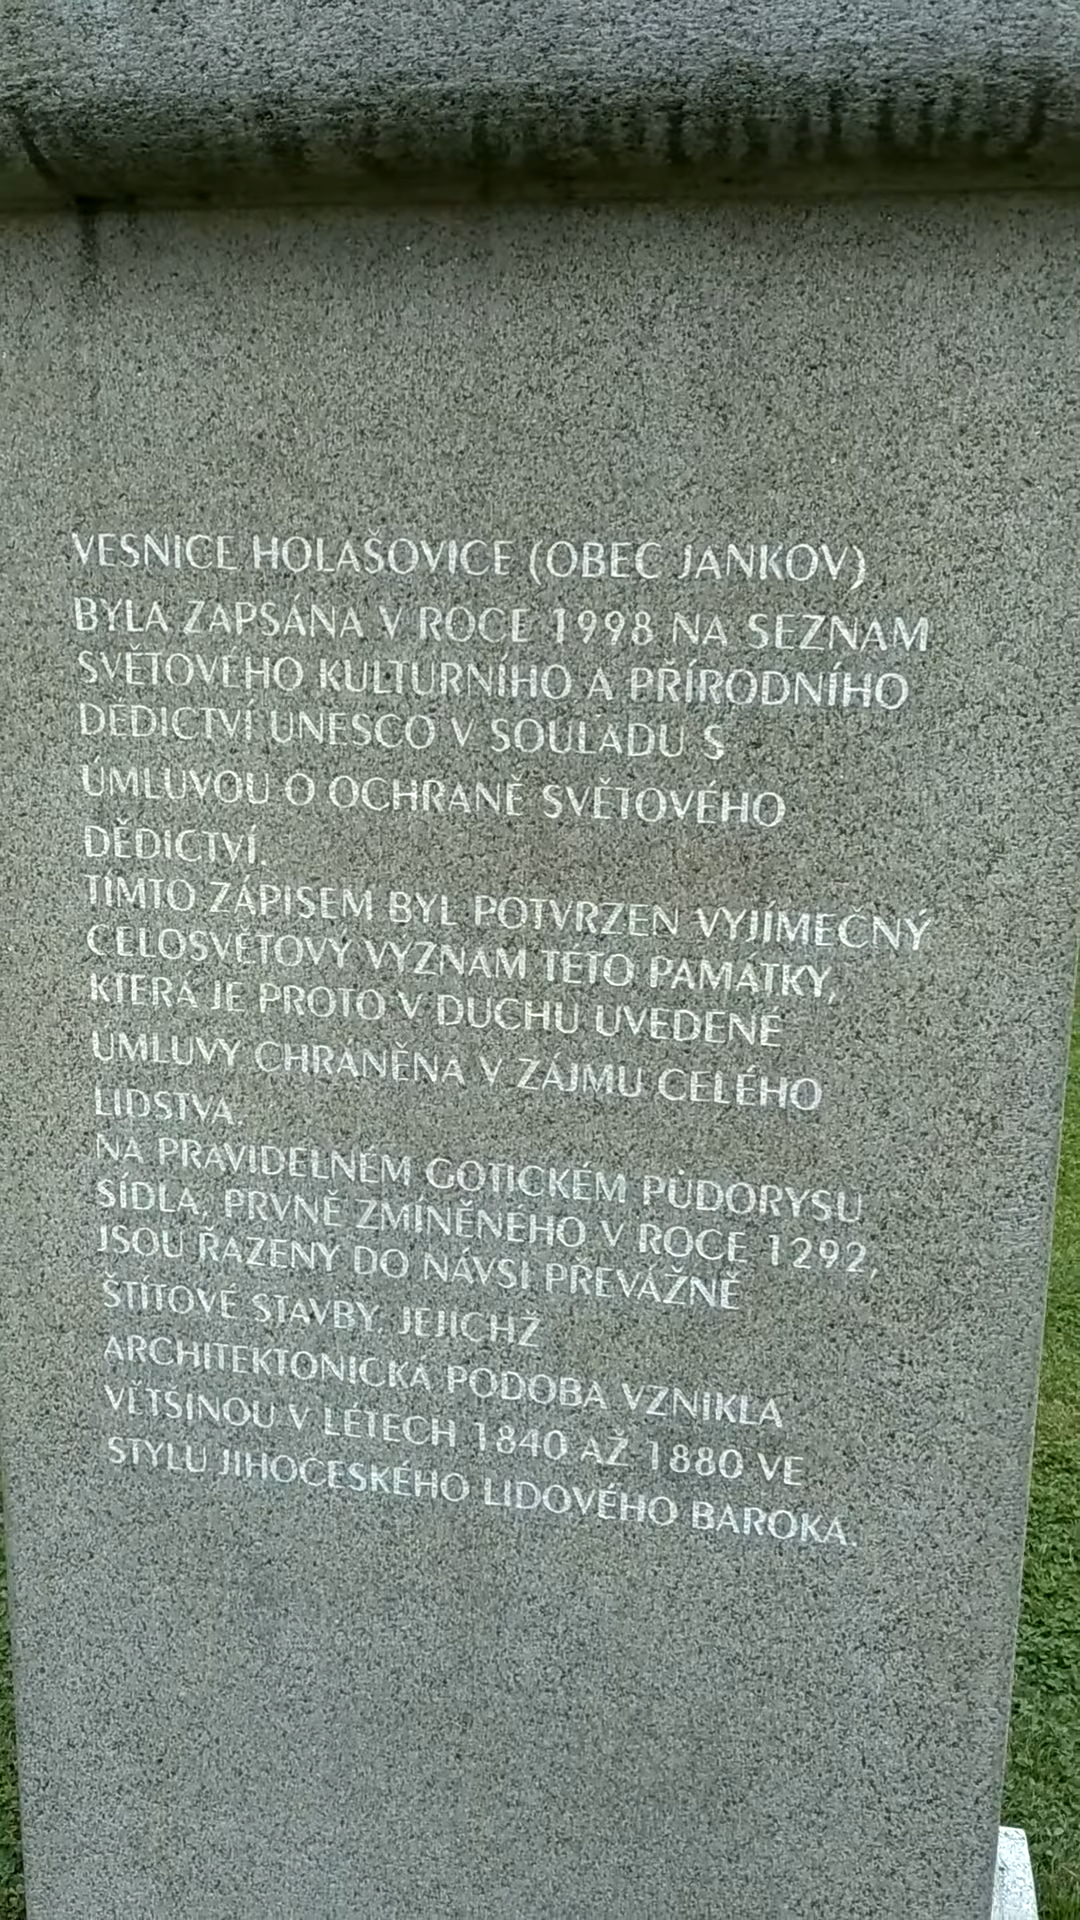 VESNICE HOLAŠOVICE (OBEC JANKOV)
BYLA ZAPSÁNA V ROCE 1998 NA SEZNAM
SVĚTOVÉHO KULTURNÍHO A PŘÍRODNÍHO
DĚDICTVÍ UNESCO V SOULADU S
ÚMLUVOU O OCHRANĚ SVĚTOVÉHO
DĚDICTVÍ.
TÍMTO ZÁPISEM BYL POTVRZEN VYJÍMEČNÝ
CELOSVĚTOVÝ VÝZNAM TÉTO PAMÁTKY,
KTERÁ JE PROTO V DUCHU UVEDENÉ
ÚMLUVY CHRÁNĚNA V ZÁJMU CELÉHO
LIDSTVA.
NA PRAVIDELNÉM GOTICKÉM PŮDORYSU
SÍDLA, PRVNĚ ZMÍNĚNÉHO V ROCE 1292,
JSOU ŘAZENY DO NÁVSI PŘEVÁŽNĚ
ŠTÍTOVÉ STAVBY, JEJICHŽ
ARCHITEKTONICKÁ PODOBA VZNIKLA
VĚTŠINOU V LÉTECH 1840 AŽ 1880 VE
STYLU JIHOČESKÉHO LIDOVÉHO BAROKA.